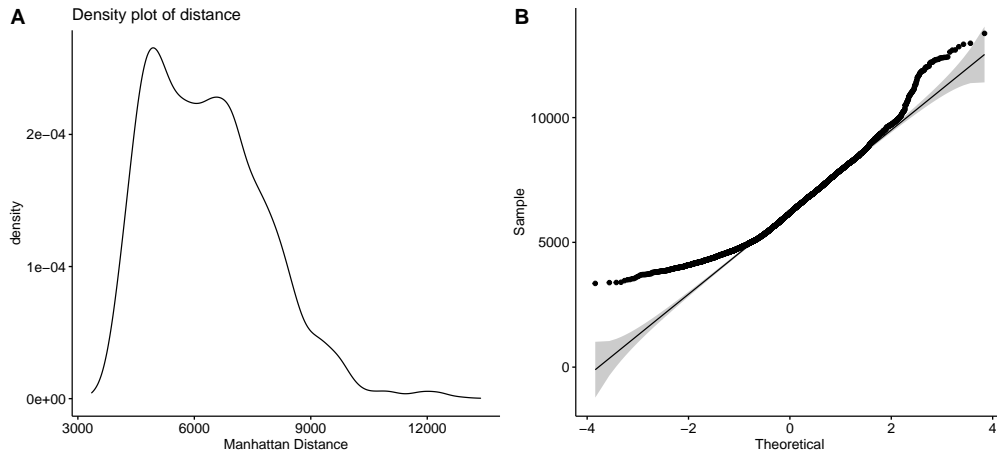 A
Density plot of distance
density
2e−04
1e−04
0e+00
3000 6000 9000 12000
Manhattan Distance
B
Sample
10000
5000
0
−4 −2 0 2 4
Theoretical